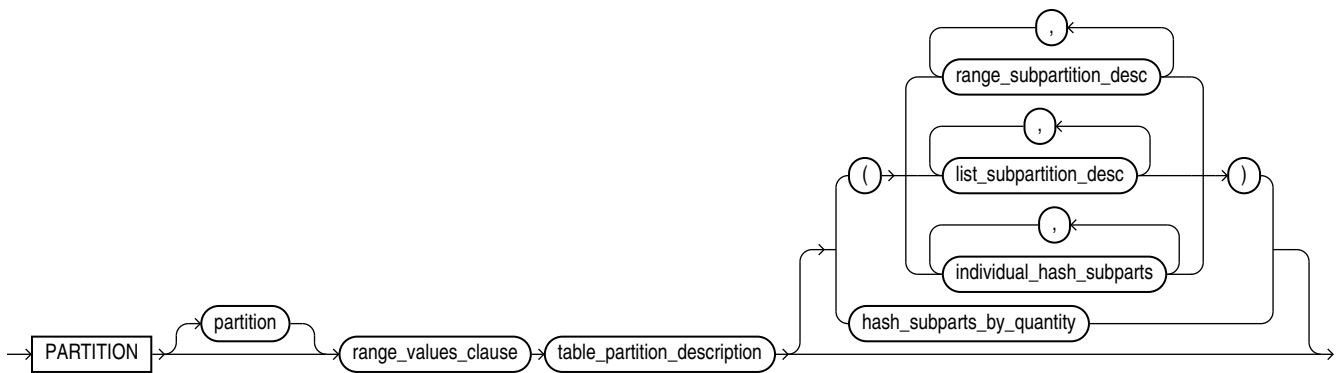 ,
range_subpartition_desc
,
( list_subpartition_desc )
,
individual_hash_subparts
partition hash_subparts_by_quantity
PARTITION range_values_clause table_partition_description